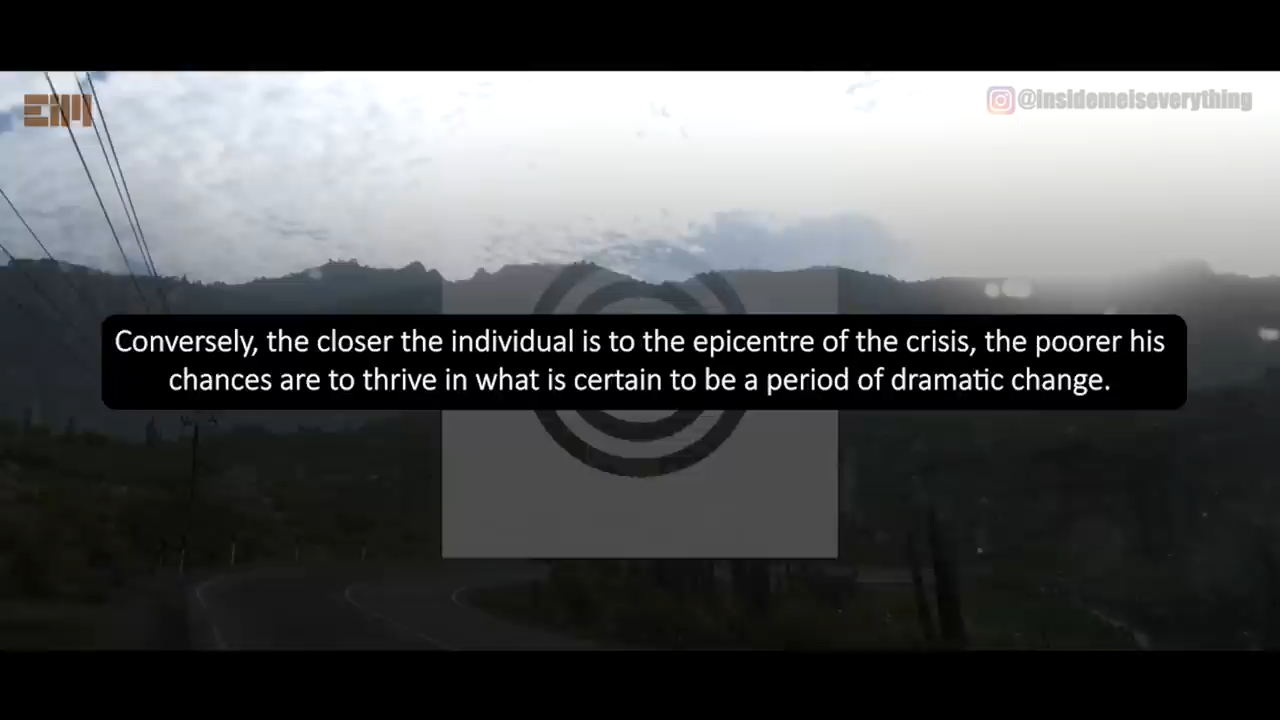 EIM
@insidemeiseverything
Conversely, the closer the individual is to the epicentre of the crisis, the poorer his
chances are to thrive in what is certain to be a period of dramatic change.